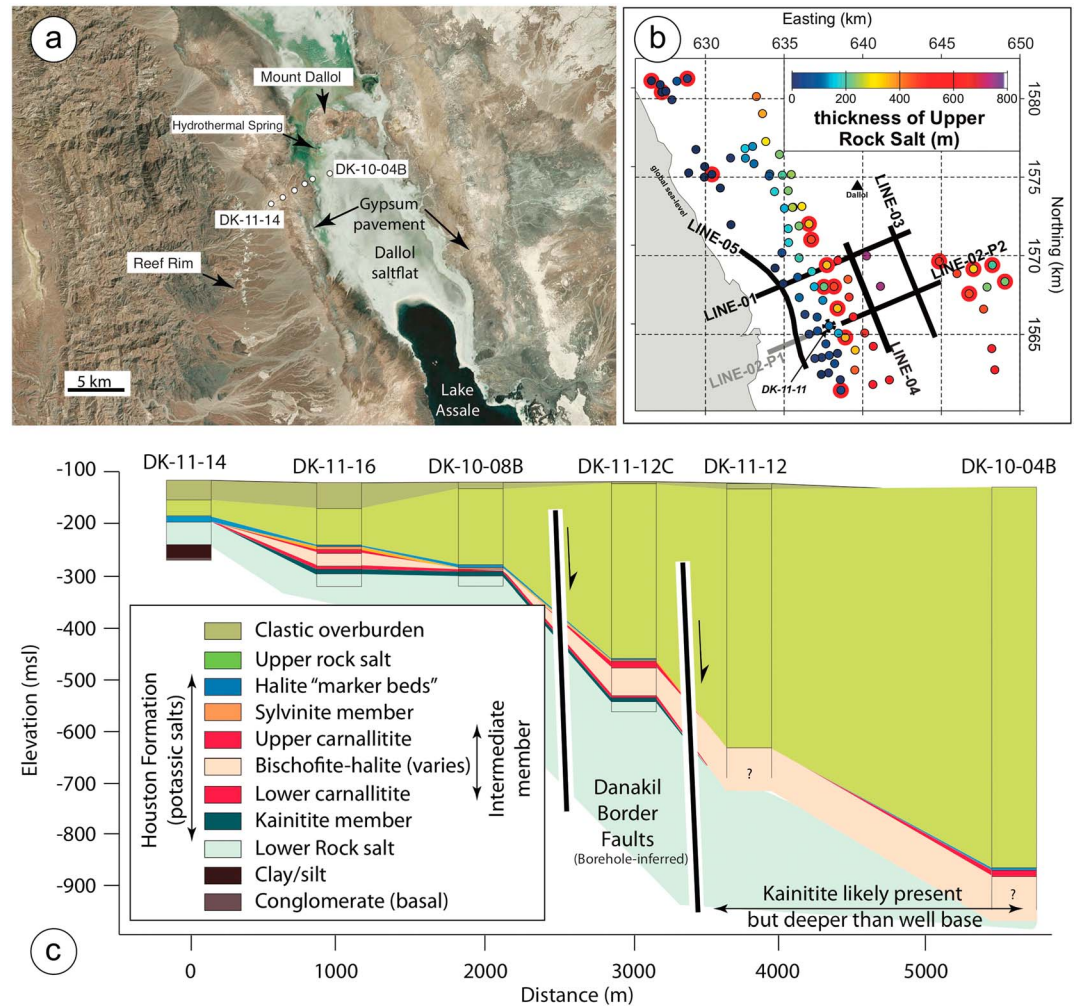 a
Mount Dallol
Hydrothermal Spring
DK-10-04B
DK-11-14
Gypsum
pavement
Dallol
saltflat
Reef Rim
5 km
Lake
Assale
b
Easting (km)
630
635
640
645
650
0
200
400
600
800
thickness of Upper
Rock Salt (m)
1580
1575
1570
1565
Northing (km)
global sea-level
Dallol
LINE-03
LINE-05
LINE-02-P2
LINE-01
LINE-02-P1
LINE-04
DK-11-11
c
DK-11-14
DK-11-16
DK-10-08B
DK-11-12C
DK-11-12
DK-10-04B
Elevation (msl)
-100
-200
-300
-400
-500
-600
-700
-800
-900
Houston Formation
(potassic salts)
Clastic overburden
Upper rock salt
Halite “marker beds”
Sylvinite member
Upper carnallitite
Bischofite-halite (varies)
Lower carnallitite
Kainitite member
Lower Rock salt
Clay/silt
Conglomerate (basal)
Intermediate
member
Danakil
Border
Faults
(Borehole-inferred)
?
?
Kainitite likely present
but deeper than well base
0
1000
2000
3000
4000
5000
Distance (m)